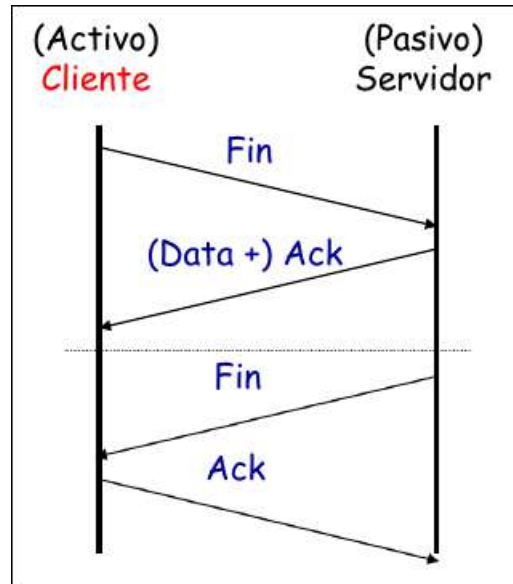 (Activo)
Cliente
(Pasivo)
Servidor
Fin
(Data +) Ack
Fin
Ack